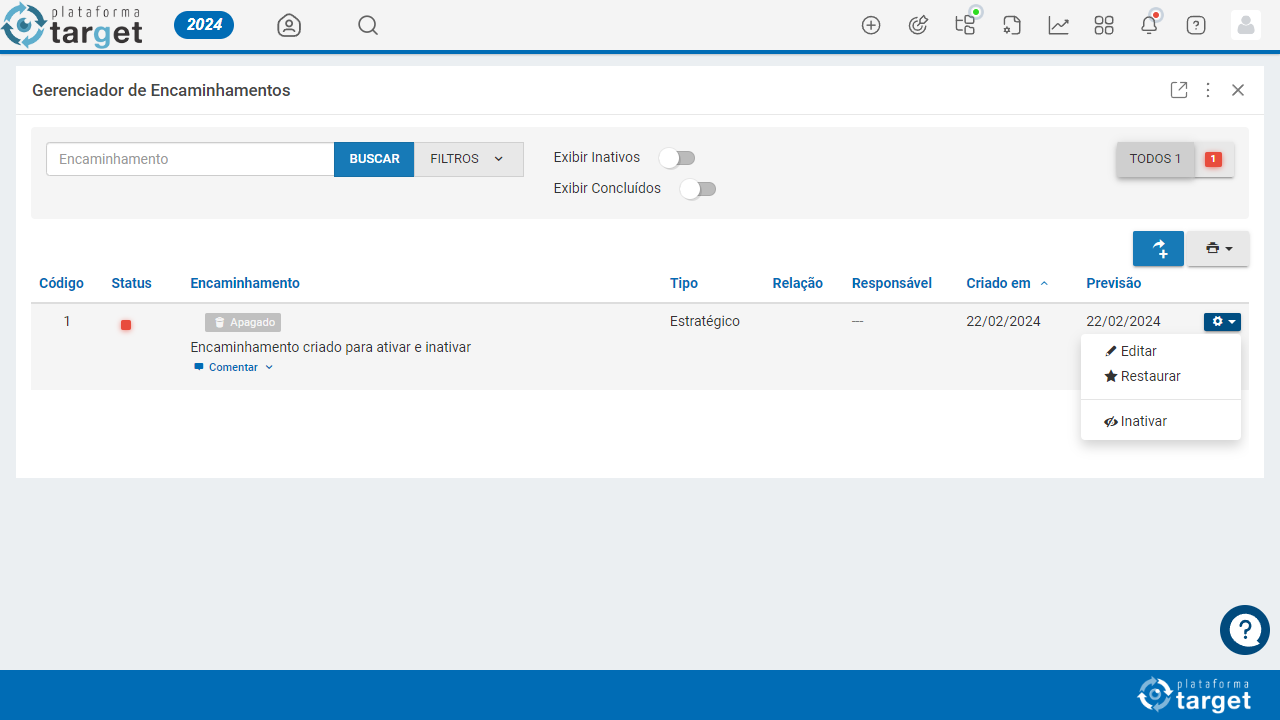 plataforma
target
2024
Gerenciador de Encaminhamentos
Encaminhamento
BUSCAR
FILTROS
Exibir Inativos
Exibir Concluídos
TODOS 1
1
Código Status Encaminhamento Tipo Relação Responsável Criado em Previsão
1 Apagado Estratégico --- 22/02/2024 22/02/2024
Encaminhamento criado para ativar e inativar
Comentar
Editar
Restaurar
Inativar
plataforma
target